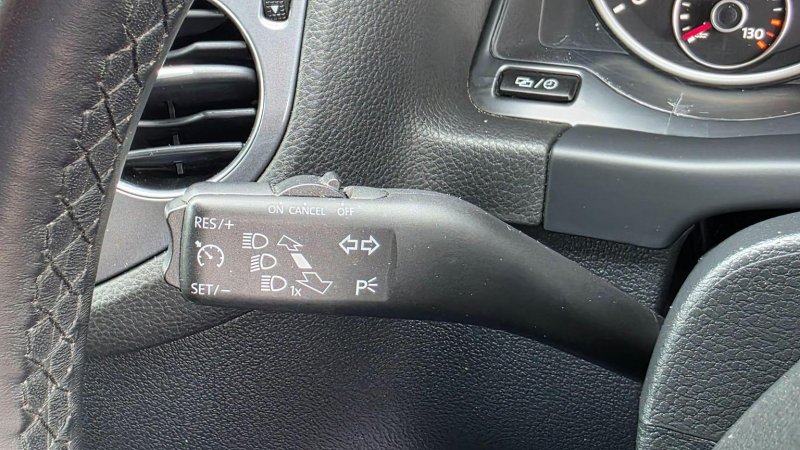 130
ON CANCEL OFF
RES/+
SET/−
1x
P